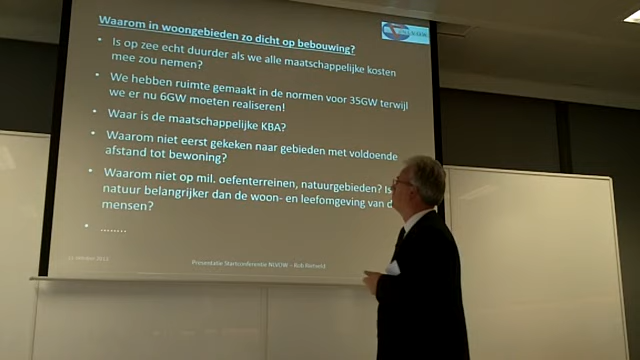 Waarom in woongebieden zo dicht op bebouwing?
• Is op zee echt duurder als we alle maatschappelijke kosten
mee zou nemen?
• We hebben ruimte gemaakt in de normen voor 35GW terwijl
we er nu 6GW moeten realiseren!
• Waar is de maatschappelijke KBA?
• Waarom niet eerst gekeken naar gebieden met voldoende
afstand tot bewoning?
• Waarom niet op mil. oefenterreinen, natuurgebieden? Is
natuur belangrijker dan de woon- en leefomgeving van d
mensen?
• ........
oktober 2013
Presentatie Startconferentie NLVOW – Rob Rietveld